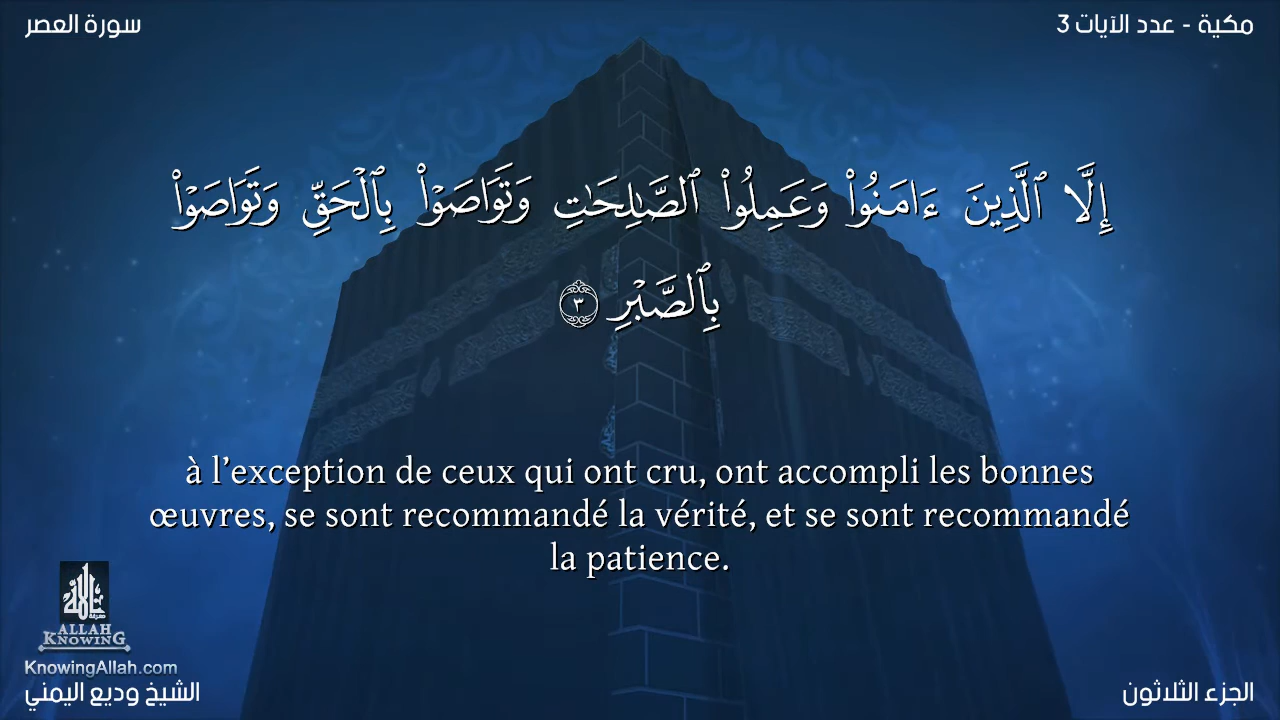 مكية - عدد الآيات 3
سورة العصر
إِلَّا ٱلَّذِينَ ءَامَنُوا۟ وَعَمِلُوا۟ ٱلصَّـٰلِحَـٰتِ وَتَوَاصَوْا۟ بِٱلْحَقِّ وَتَوَاصَوْا۟
بِٱلصَّبْرِ ٣
à l’exception de ceux qui ont cru, ont accompli les bonnes
œuvres, se sont recommandé la vérité, et se sont recommandé
la patience.
ALLAH
KNOWING
KnowingAllah.com
الجزء الثلاثون
الشيخ وديع اليمني